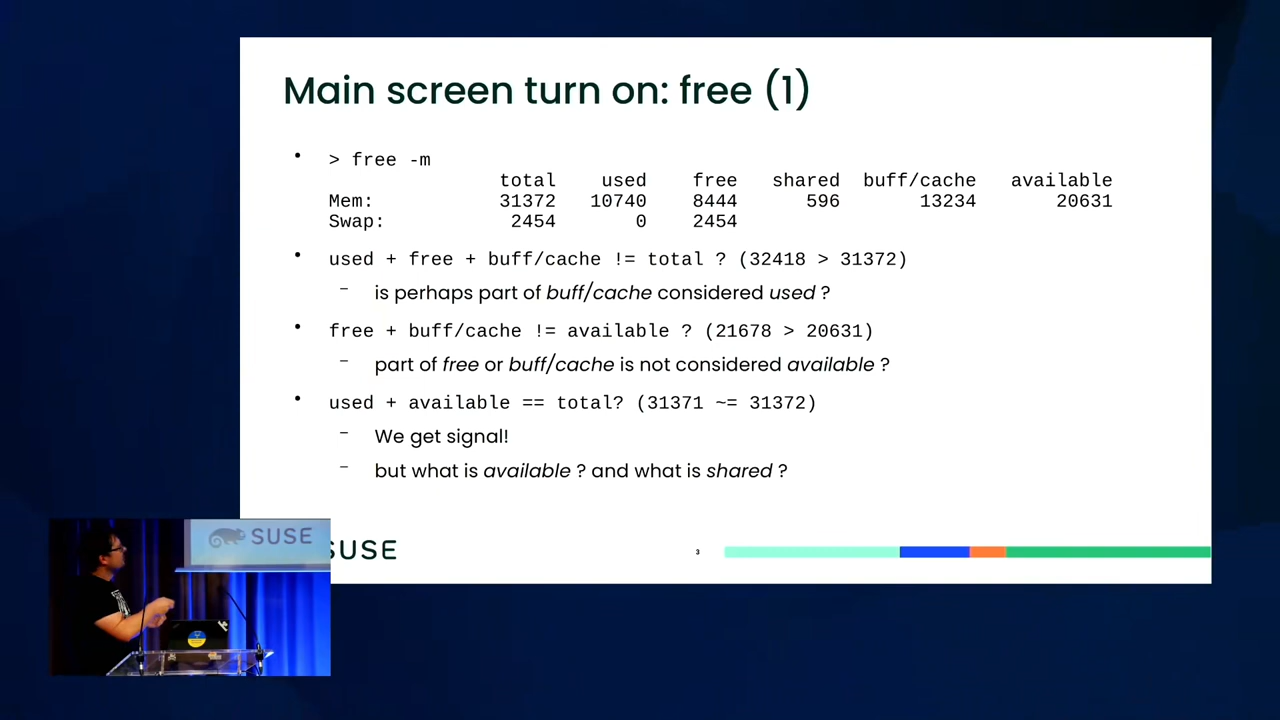 Main screen turn on: free (1)
• > free -m
total used free shared buff/cache available
Mem: 31372 10740 8444 596 13234 20631
Swap: 2454 0 2454
• used + free + buff/cache != total ? (32418 > 31372)
– is perhaps part of buff/cache considered used ?
• free + buff/cache != available ? (21678 > 20631)
– part of free or buff/cache is not considered available ?
• used + available == total? (31371 ~= 31372)
– We get signal!
– but what is available ? and what is shared ?
SUSE
SUSE
3